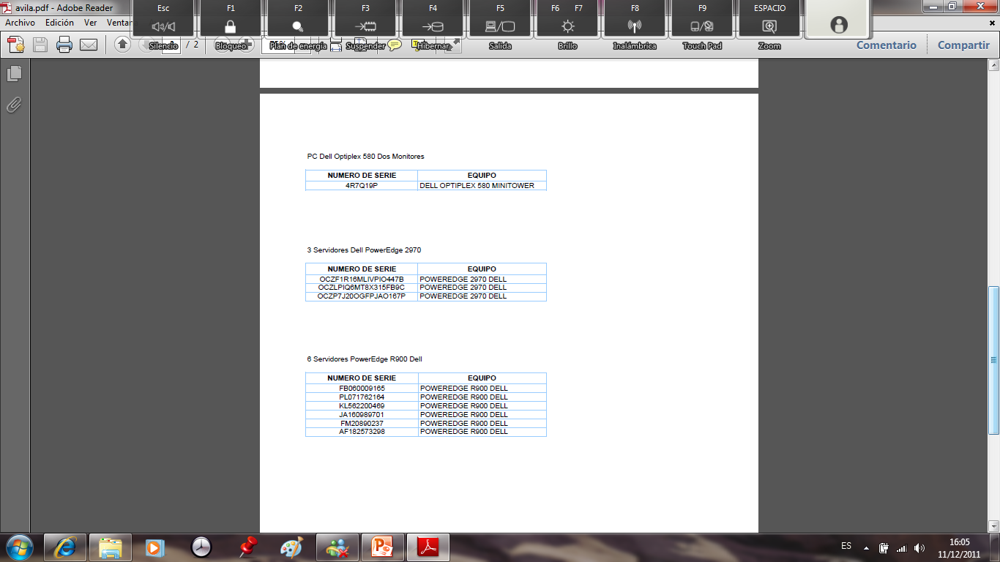 avila.pdf - Adobe Reader
Esc F1 F2 F3 F4 F5 F6 F7 F8 F9 ESPACIO
Archivo Edición Ver Ventan
Silencio Bloqueo Plán de energía Suspender Hibernar Salida Brillo Inalámbrica Touch Pad Zoom
/ 2
Comentario Compartir
PC Dell Optiplex 580 Dos Monitores
NUMERO DE SERIE EQUIPO
4R7Q19P DELL OPTIPLEX 580 MINITOWER
3 Servidores Dell PowerEdge 2970
NUMERO DE SERIE EQUIPO
OCZF1R16MLIVPIO447B POWEREDGE 2970 DELL
OCZLPIQ6MT8X315FB9C POWEREDGE 2970 DELL
OCZP7J20OGFPJAO167P POWEREDGE 2970 DELL
6 Servidores PowerEdge R900 Dell
NUMERO DE SERIE EQUIPO
FB060009165 POWEREDGE R900 DELL
PL071762164 POWEREDGE R900 DELL
KL562200469 POWEREDGE R900 DELL
JA160989701 POWEREDGE R900 DELL
FM20890237 POWEREDGE R900 DELL
AF182573298 POWEREDGE R900 DELL
ES
16:05
11/12/2011